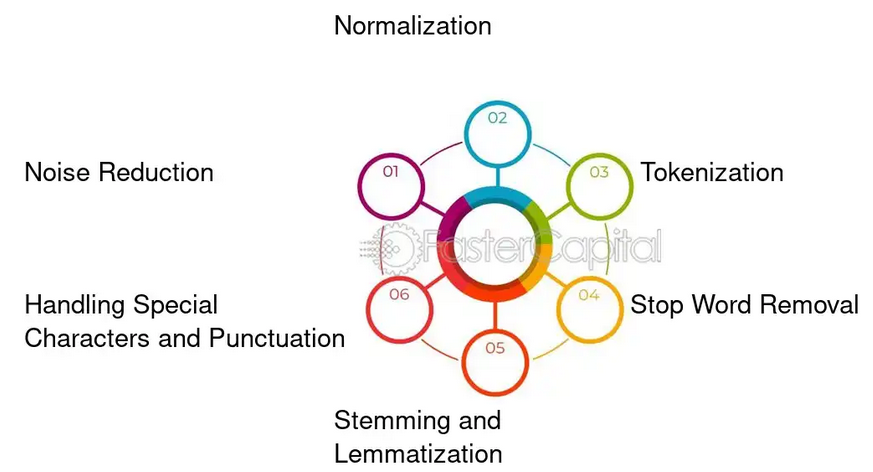 Normalization
02
01
03
Noise Reduction
Tokenization
FasterCapital
06
04
Handling Special
Characters and Punctuation
Stop Word Removal
05
Stemming and
Lemmatization